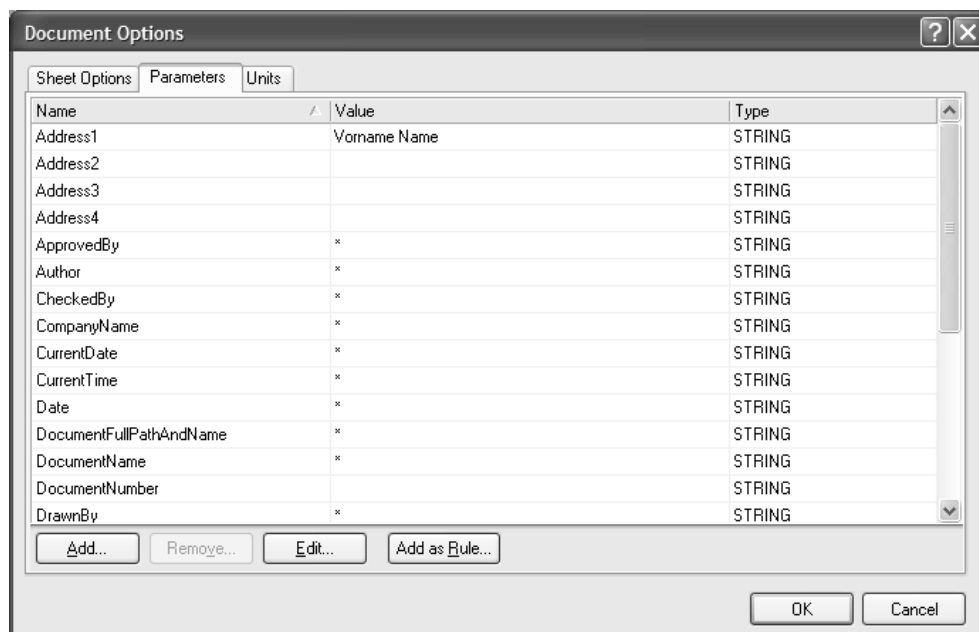 Document Options
Sheet Options Parameters Units
Name Value Type
Address1 Vorname Name STRING
Address2 STRING
Address3 STRING
Address4 STRING
ApprovedBy * STRING
Author * STRING
CheckedBy * STRING
CompanyName * STRING
CurrentDate * STRING
CurrentTime * STRING
Date * STRING
DocumentFullPathAndName * STRING
DocumentName * STRING
DocumentNumber STRING
DrawnBy * STRING
Add... Remove... Edit... Add as Rule...
OK Cancel